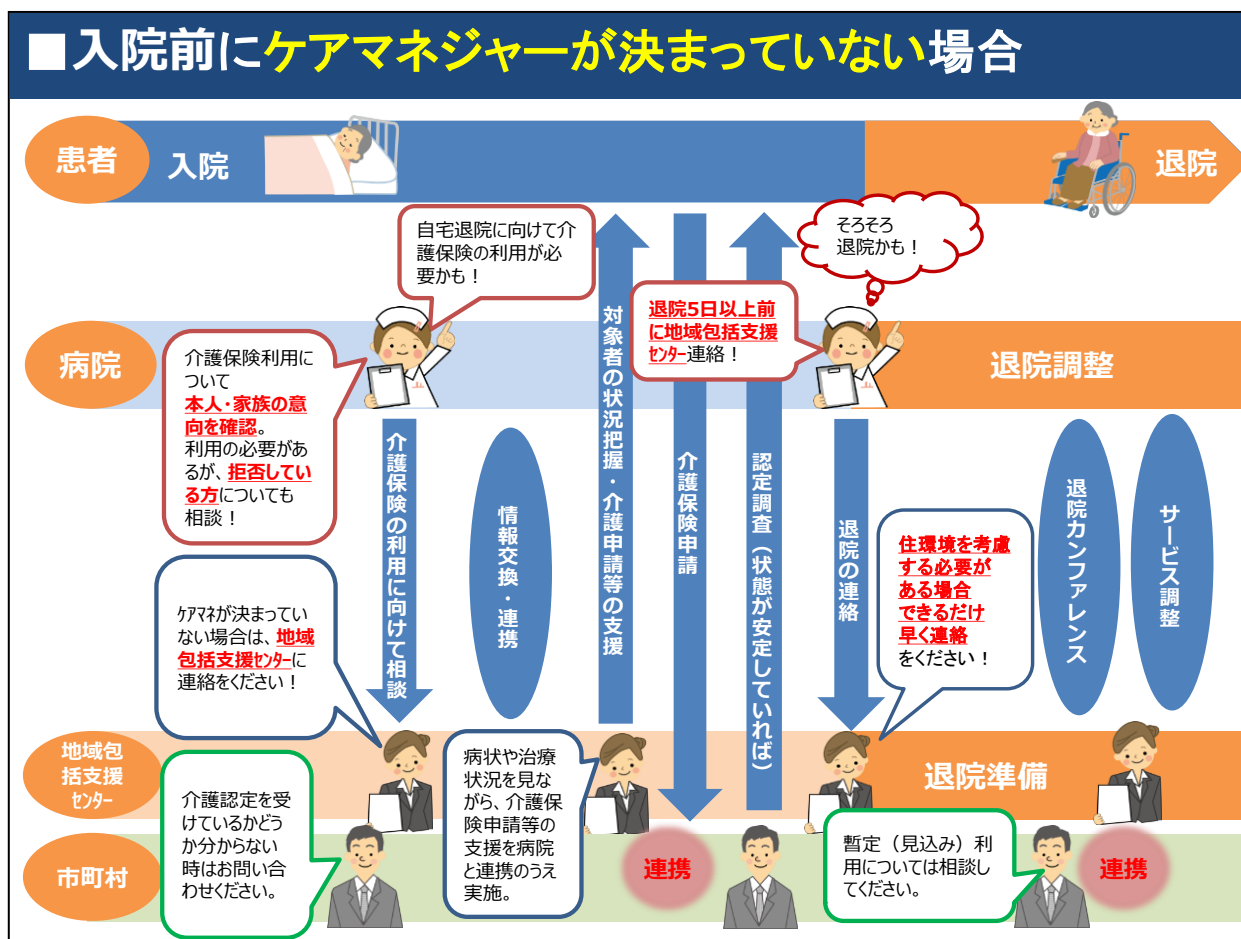 ■入院前にケアマネジャーが決まっていない場合
患者
入院
退院
自宅退院に向けて介
護保険の利用が必
要かも！
そろそろ
退院かも！
病院
介護保険利用に
ついて
本人・家族の意
向を確認。
利用の必要があ
るが、拒否してい
る方についても
相談！
退院5日以上前
に地域包括支援
ｾﾝﾀｰ連絡！
退院調整
介護保険の利用に向けて相談
情報交換・連携
対象者の状況把握・介護申請等の支援
介護保険申請
認定調査（状態が安定していれば）
退院の連絡
住環境を考慮
する必要が
ある場合
できるだけ
早く連絡
をください！
退院カンファレンス
サービス調整
ｹｱﾏﾈが決まってい
ない場合は、地域
包括支援ｾﾝﾀｰに
連絡をください！
地域包
括支援
ｾﾝﾀｰ
病状や治療
状況を見な
がら、介護保
険申請等の
支援を病院
と連携のうえ
実施。
退院準備
市町村
介護認定を受
けているかどう
か分からない
時はお問い合
わせください。
連携
暫定（見込み）利
用については相談し
てください。
連携